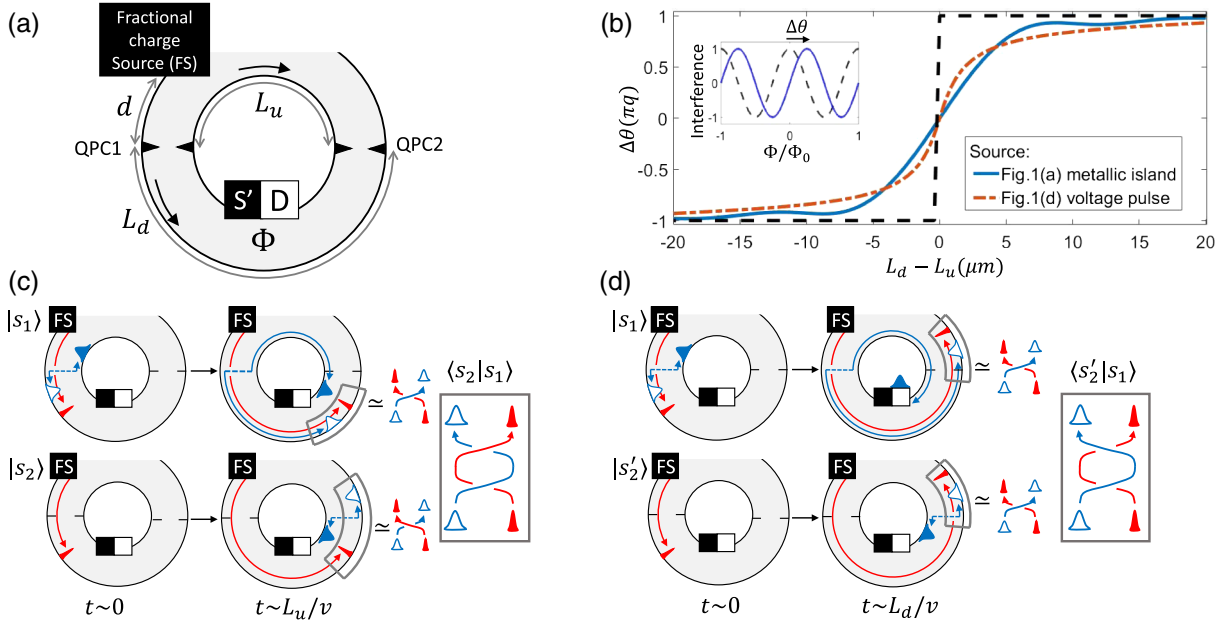 (a)
Fractional
charge
Source (FS)
d
L_u
QPC1
QPC2
S' D
L_d
Φ
(b)
Δθ(πq)
1
0.5
0
-0.5
-1
-20 -15 -10 -5 0 5 10 15 20
L_d − L_u(μm)
Δθ
Interference
1
0
-1
-1 0 1
Φ/Φ_0
Source:
Fig.1(a) metallic island
Fig.1(d) voltage pulse
(c)
|s_1⟩
FS
FS
≃
⟨s_2|s_1⟩
|s_2⟩
FS
FS
≃
t~0
t~L_u/v
(d)
|s_1⟩
FS
FS
≃
⟨s_2'|s_1⟩
|s_2'⟩
FS
FS
≃
t~0
t~L_d/v